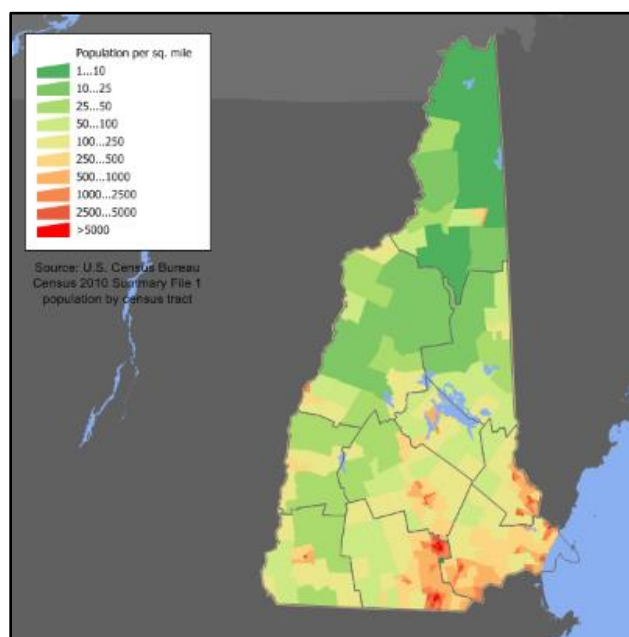 Population per sq. mile
1...10
10...25
25...50
50...100
100...250
250...500
500...1000
1000...2500
2500...5000
>5000
Source: U.S. Census Bureau
Census 2010 Summary File 1
population by census tract